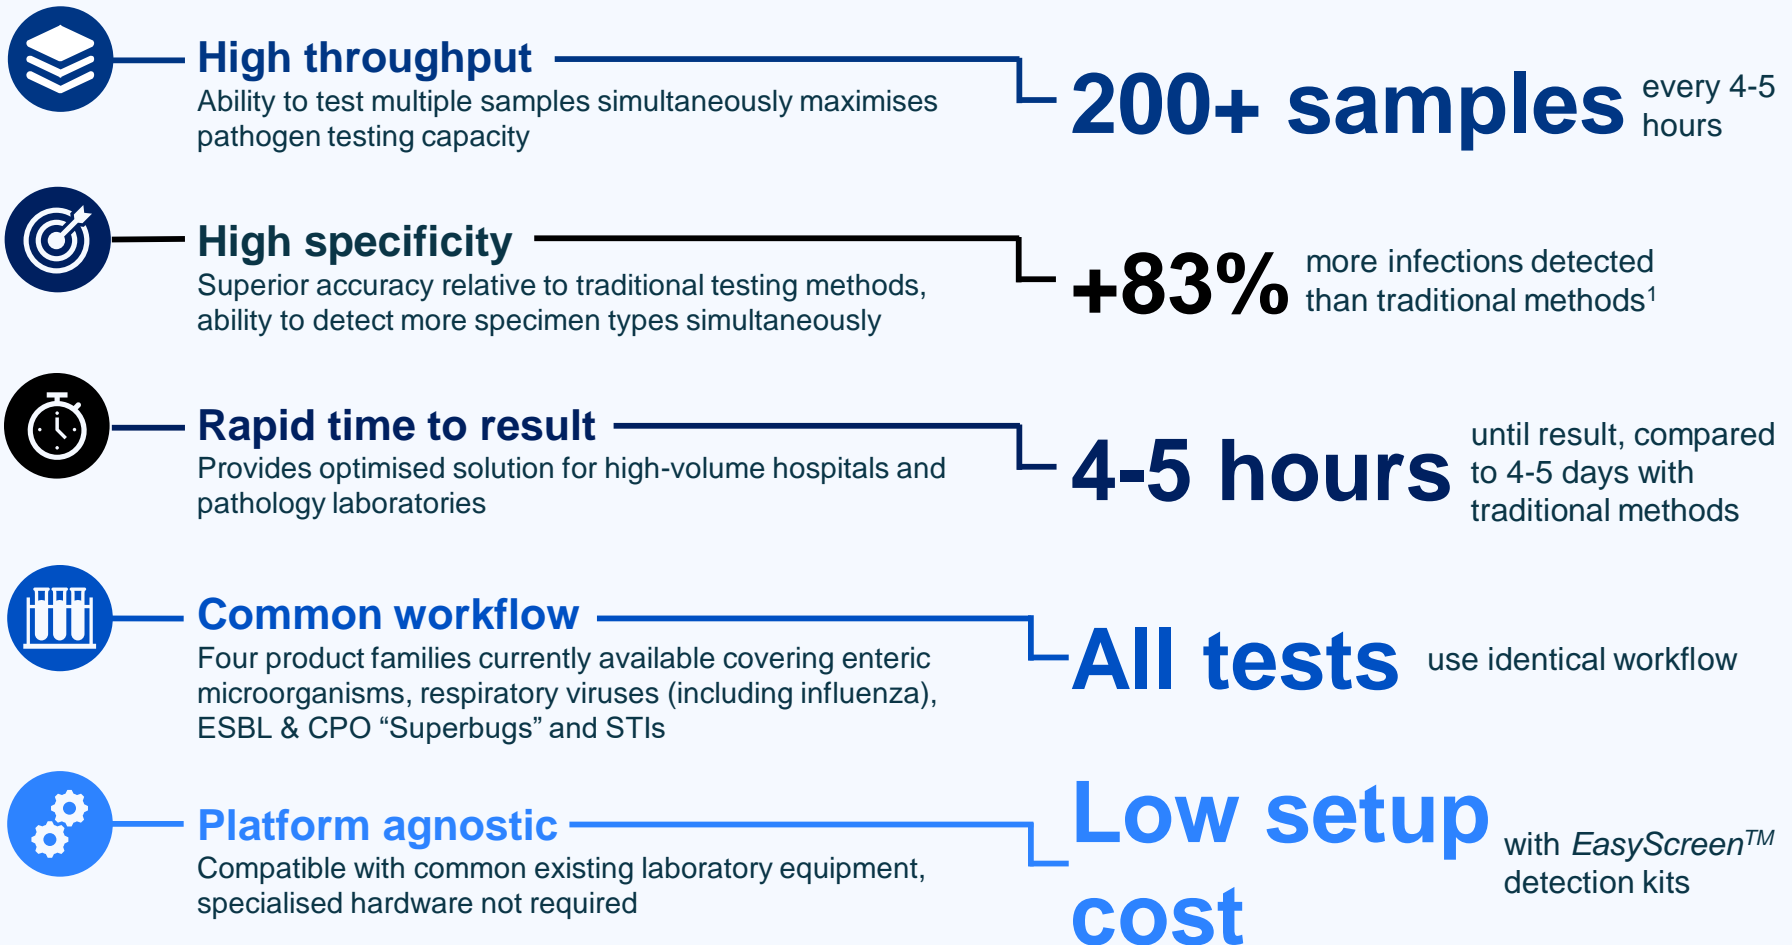 High throughput
Ability to test multiple samples simultaneously maximises
pathogen testing capacity
200+ samples
every 4-5
hours
High specificity
Superior accuracy relative to traditional testing methods,
ability to detect more specimen types simultaneously
+83%
more infections detected
than traditional methods¹
Rapid time to result
Provides optimised solution for high-volume hospitals and
pathology laboratories
4-5 hours
until result, compared
to 4-5 days with
traditional methods
Common workflow
Four product families currently available covering enteric
microorganisms, respiratory viruses (including influenza),
ESBL & CPO “Superbugs” and STIs
All tests
use identical workflow
Platform agnostic
Compatible with common existing laboratory equipment,
specialised hardware not required
Low setup
cost
with EasyScreen™
detection kits